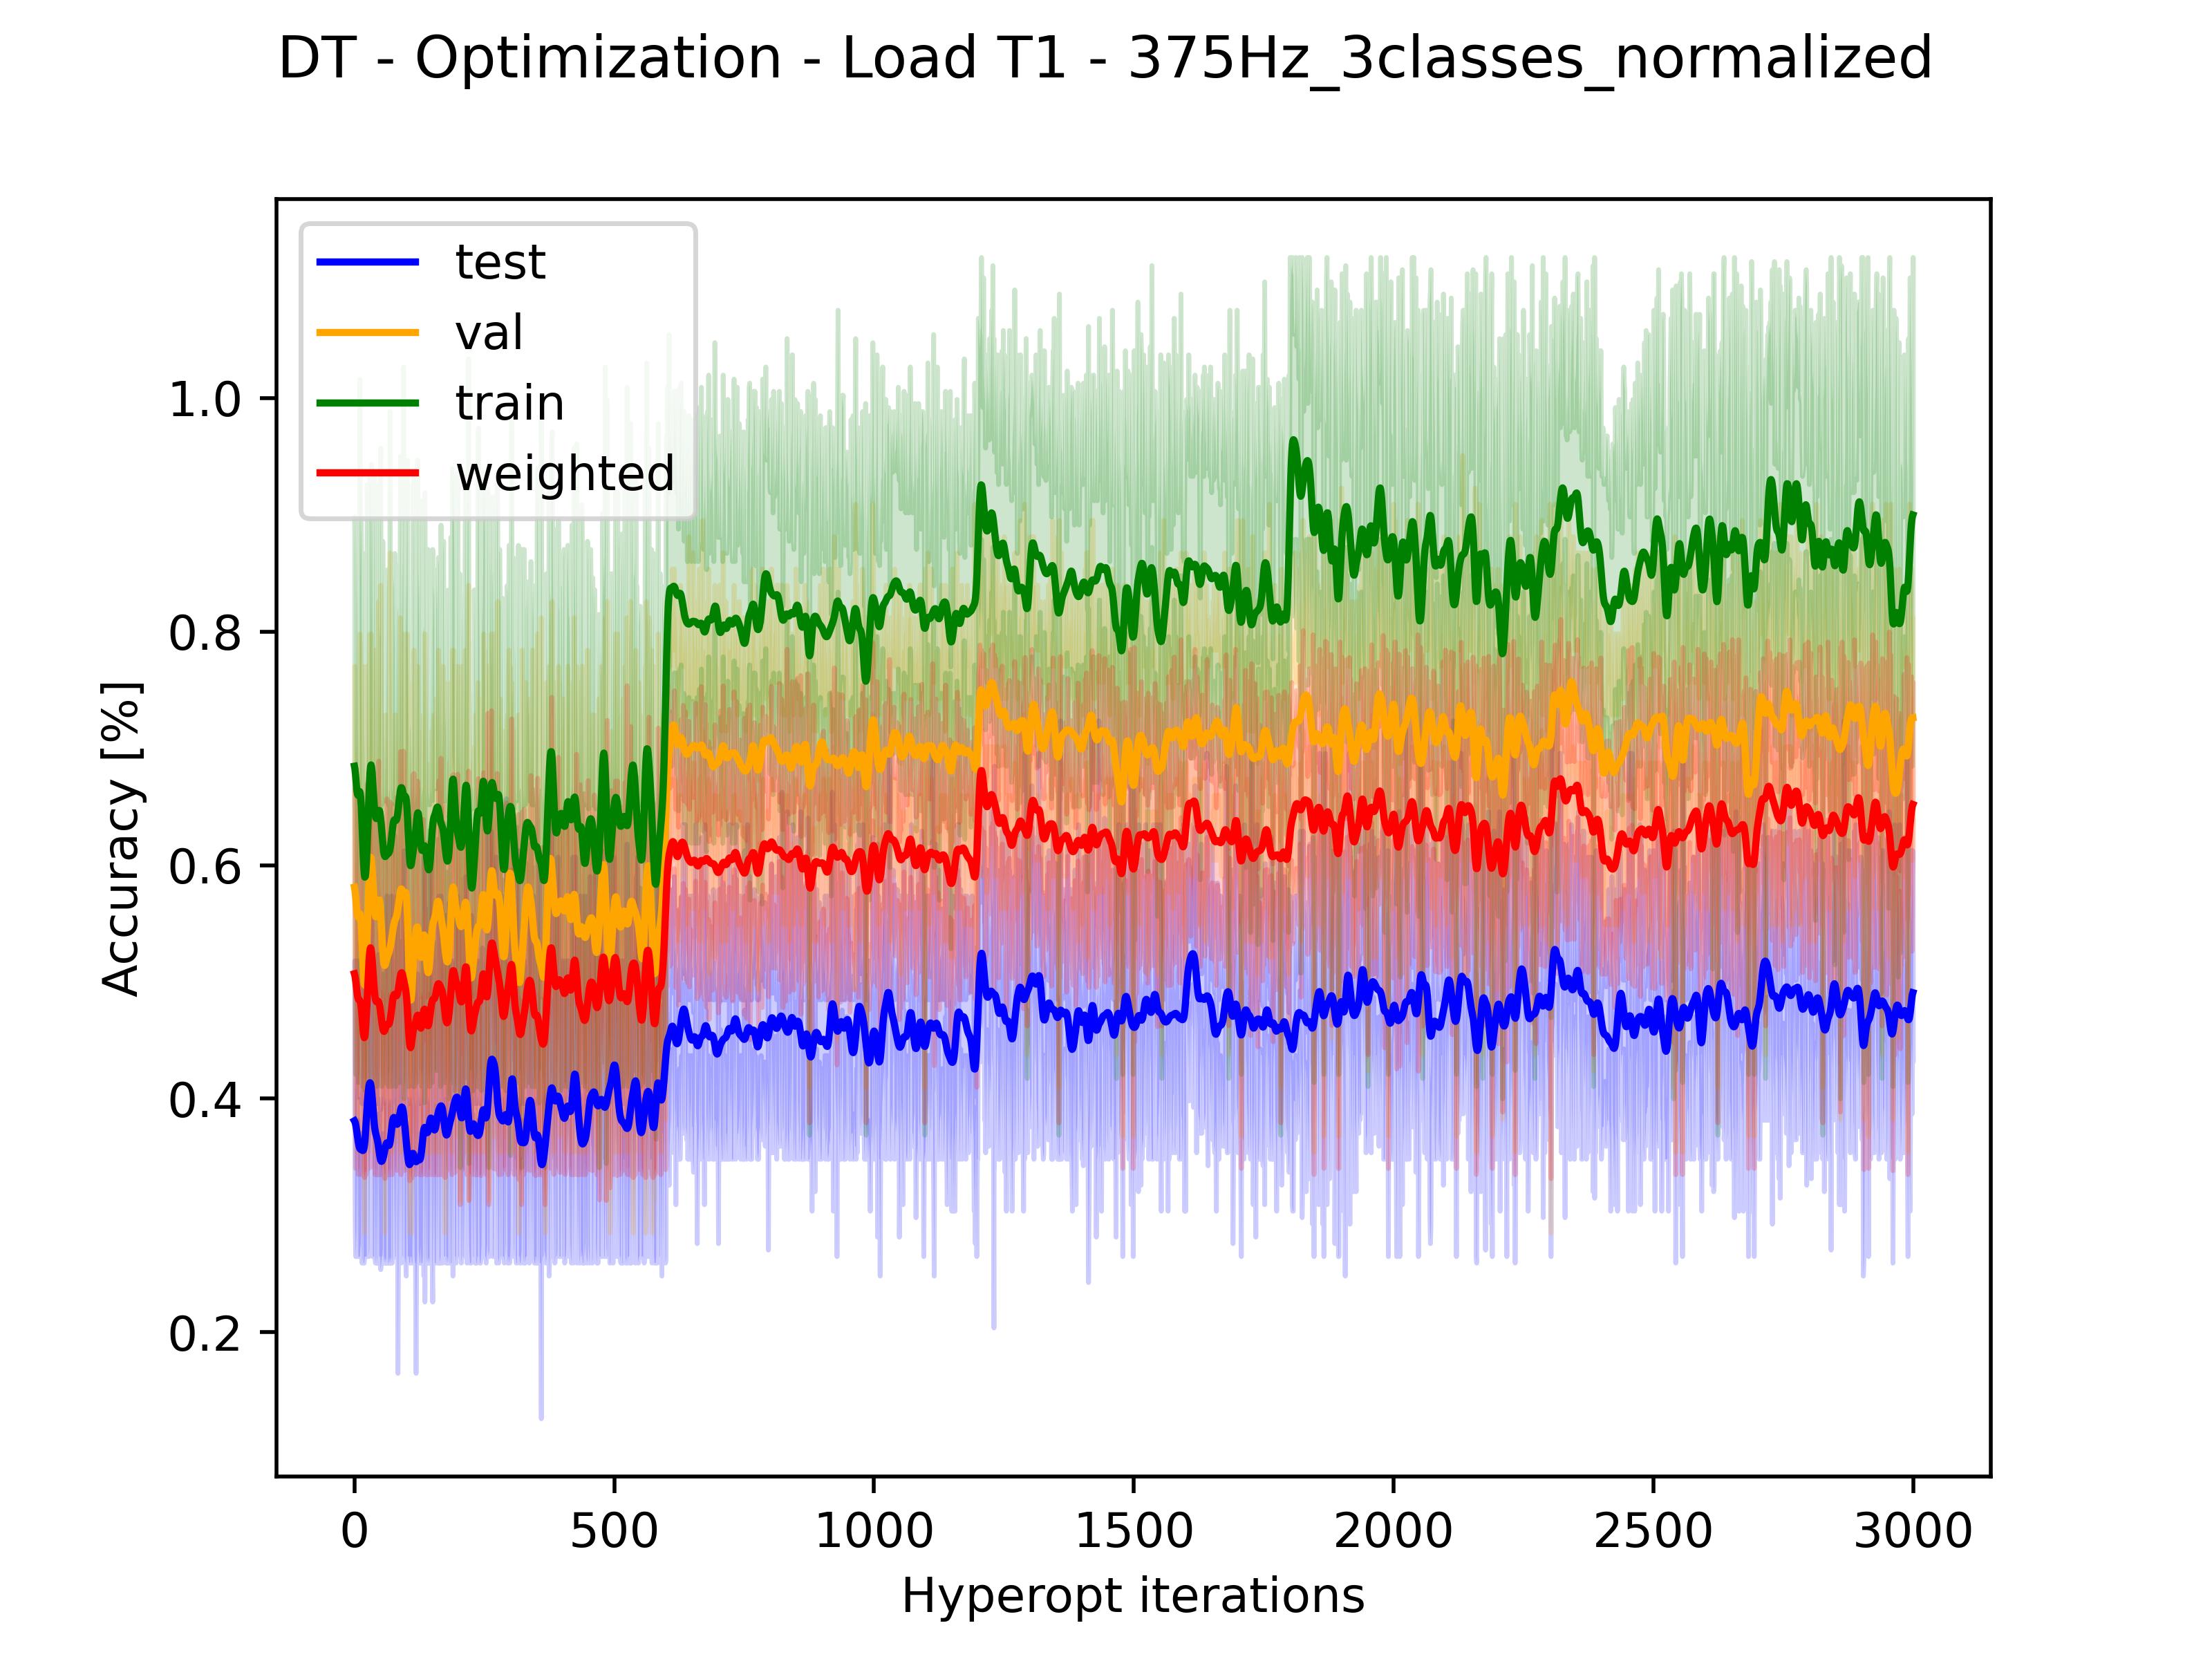 DT - Optimization - Load T1 - 375Hz_3classes_normalized
test
val
train
weighted
Accuracy [%]
1.0
0.8
0.6
0.4
0.2
0 500 1000 1500 2000 2500 3000
Hyperopt iterations